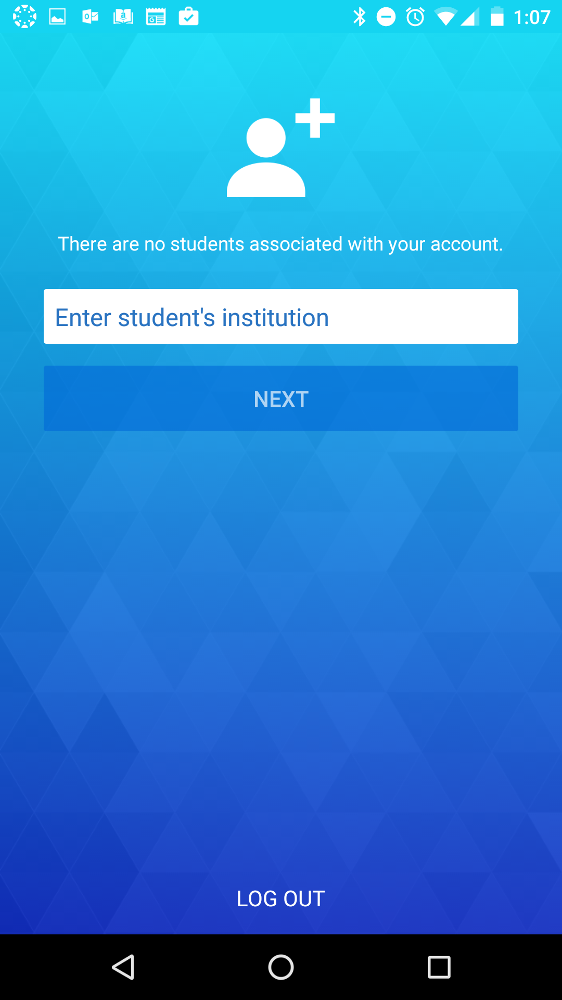 1:07
There are no students associated with your account.
Enter student's institution
NEXT
LOG OUT